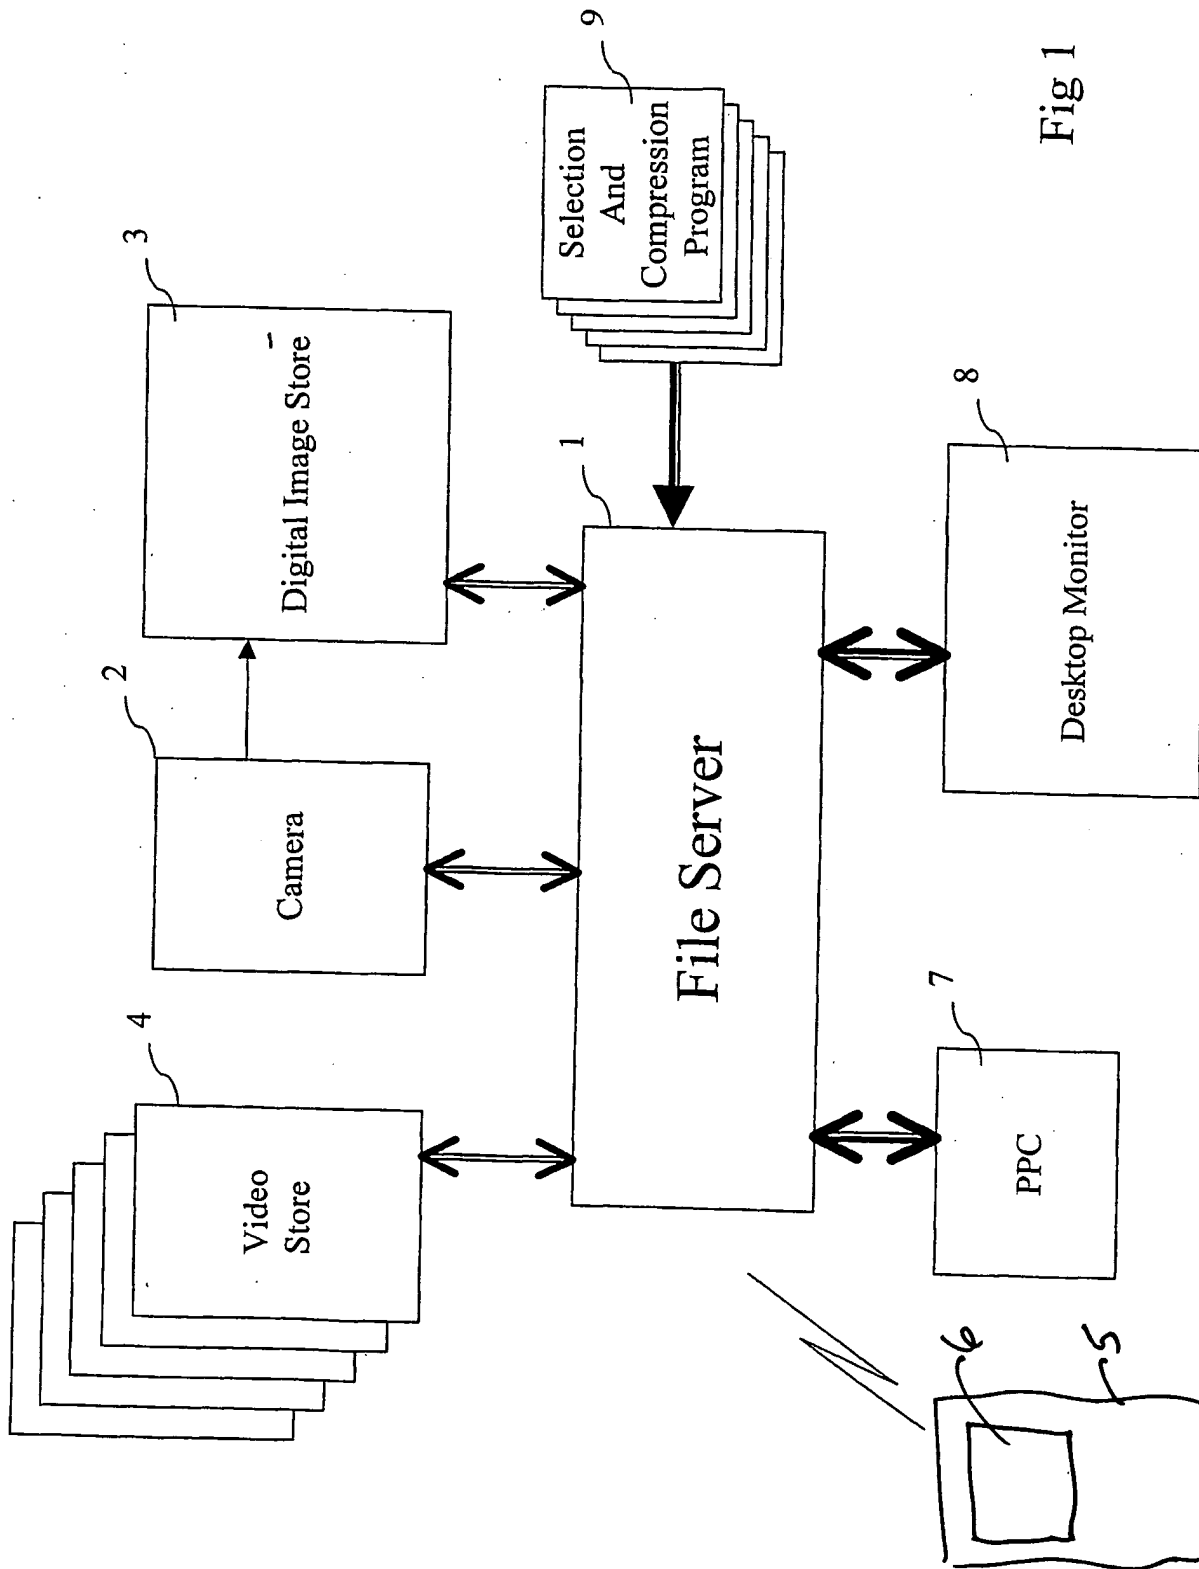 Video
Store
4
Camera
2
Digital Image Store
3
File Server
1
Selection
And
Compression
Program
9
6
5
PPC
7
Desktop Monitor
8
Fig 1